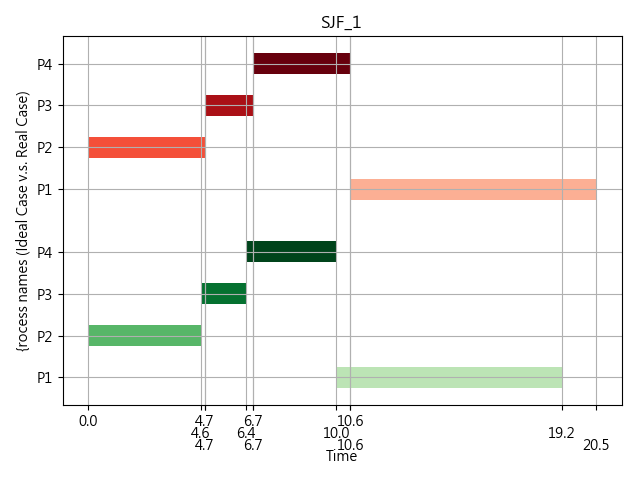 SJF_1
P4
P3
P2
P1
P4
P3
P2
P1
{rocess names (Ideal Case v.s. Real Case)
0.0 4.7 6.7 10.6
4.6 6.4 10.0 19.2
4.7 6.7 10.6 20.5
Time